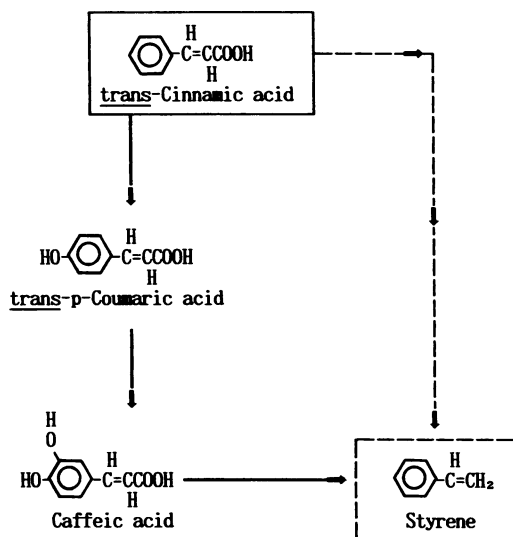 H
C=CCOOH
H
trans-Cinnamic acid
H
HO C=CCOOH
H
trans-p-Coumaric acid
H
O
HO H
C=CCOOH
H
Caffeic acid
H
C=CH₂
Styrene